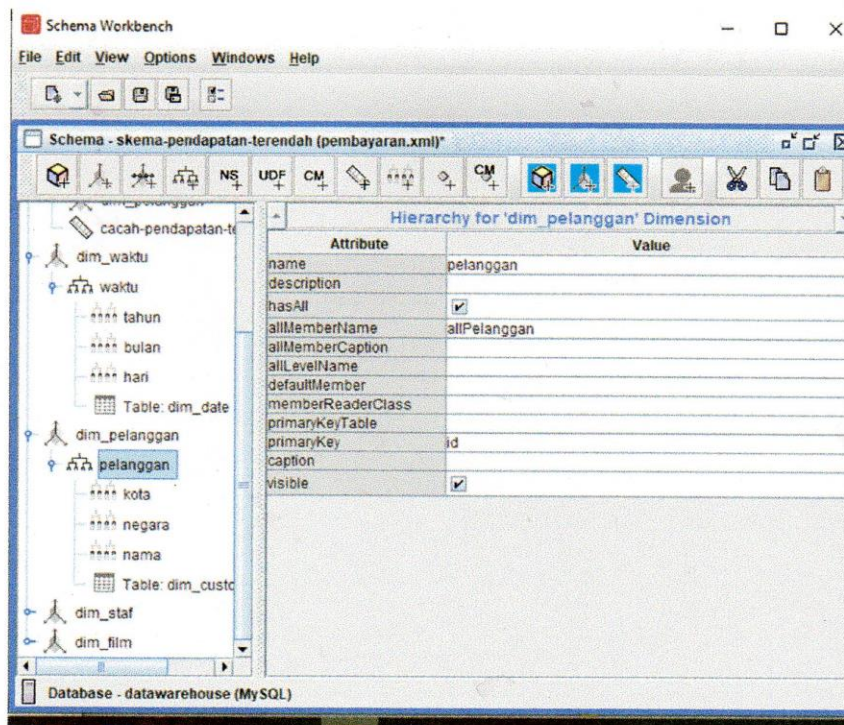 Schema Workbench
File Edit View Options Windows Help
Schema - skema-pendapatan-terendah (pembayaran.xml)*
NS UDF CM CM
dim_pelanggan
cacah-pendapatan-te
dim_waktu
waktu
tahun
bulan
hari
Table: dim_date
dim_pelanggan
pelanggan
kota
negara
nama
Table: dim_custo
dim_staf
dim_film
Hierarchy for 'dim_pelanggan' Dimension
Attribute Value
name pelanggan
description
hasAll
allMemberName allPelanggan
allMemberCaption
allLevelName
defaultMember
memberReaderClass
primaryKeyTable
primaryKey id
caption
visible
Database - datawarehouse (MySQL)